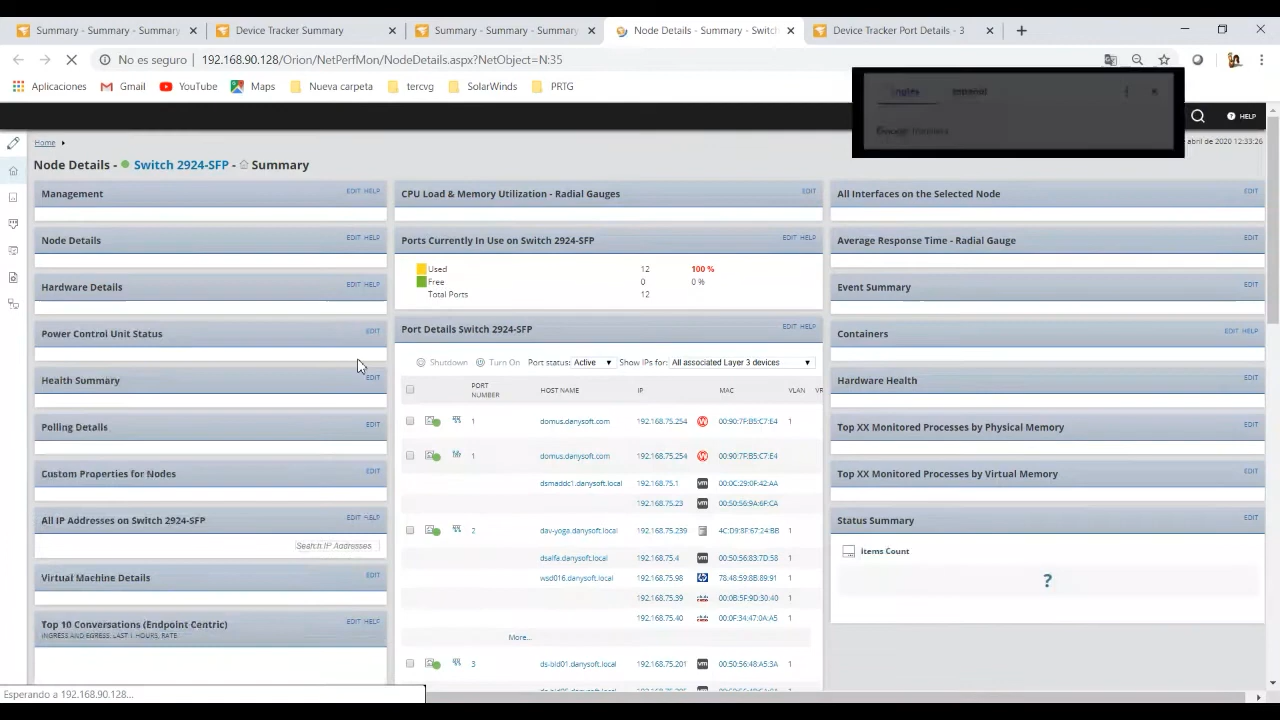 Summary - Summary - Summary
Device Tracker Summary
Summary - Summary - Summary
Node Details - Summary - Switch
Device Tracker Port Details - 3
No es seguro
192.168.90.128/Orion/NetPerfMon/NodeDetails.aspx?NetObject=N:35
Aplicaciones
Gmail
YouTube
Maps
Nueva carpeta
tercvg
SolarWinds
PRTG
inglés
español
HELP
abril de 2020 12:33:26
Home
Node Details - Switch 2924-SFP - Summary
Management
EDIT HELP
Node Details
EDIT HELP
Hardware Details
EDIT HELP
Power Control Unit Status
EDIT
Health Summary
EDIT
Polling Details
EDIT
Custom Properties for Nodes
EDIT
All IP Addresses on Switch 2924-SFP
EDIT HELP
Search IP Addresses
Virtual Machine Details
EDIT
Top 10 Conversations (Endpoint Centric)
EDIT HELP
INGRESS AND EGRESS, LAST 1 HOURS, RATE
CPU Load & Memory Utilization - Radial Gauges
EDIT
Ports Currently In Use on Switch 2924-SFP
EDIT HELP
Used 12 100 %
Free 0 0 %
Total Ports 12
Port Details Switch 2924-SFP
EDIT HELP
Shutdown Turn On Port status: Active Show IPs for: All associated Layer 3 devices
PORT NUMBER HOST NAME IP MAC VLAN VR
1 domus.danysoft.com 192.168.75.254 00:90:7F:B5:C7:E4 1
1 domus.danysoft.com 192.168.75.254 00:90:7F:B5:C7:E4 1
dsmaddc1.danysoft.local 192.168.75.1 00:0C:29:0F:42:AA
192.168.75.23 00:50:56:9A:6F:CA
2 dav-yoga.danysoft.local 192.168.75.239 4C:D9:8F:67:24:BB 1
dsalfa.danysoft.local 192.168.75.4 00:50:56:83:7D:58 1
wsd016.danysoft.local 192.168.75.98 78:48:59:8B:89:91 1
192.168.75.39 00:0B:5F:9D:30:40 1
192.168.75.40 00:0F:34:47:0A:A5 1
More...
3 ds-bld01.danysoft.local 192.168.75.201 00:50:56:48:A5:3A 1
All Interfaces on the Selected Node
EDIT
Average Response Time - Radial Gauge
EDIT
Event Summary
EDIT
Containers
EDIT HELP
Hardware Health
EDIT
Top XX Monitored Processes by Physical Memory
EDIT
Top XX Monitored Processes by Virtual Memory
EDIT
Status Summary
EDIT
items Count
?
Esperando a 192.168.90.128...